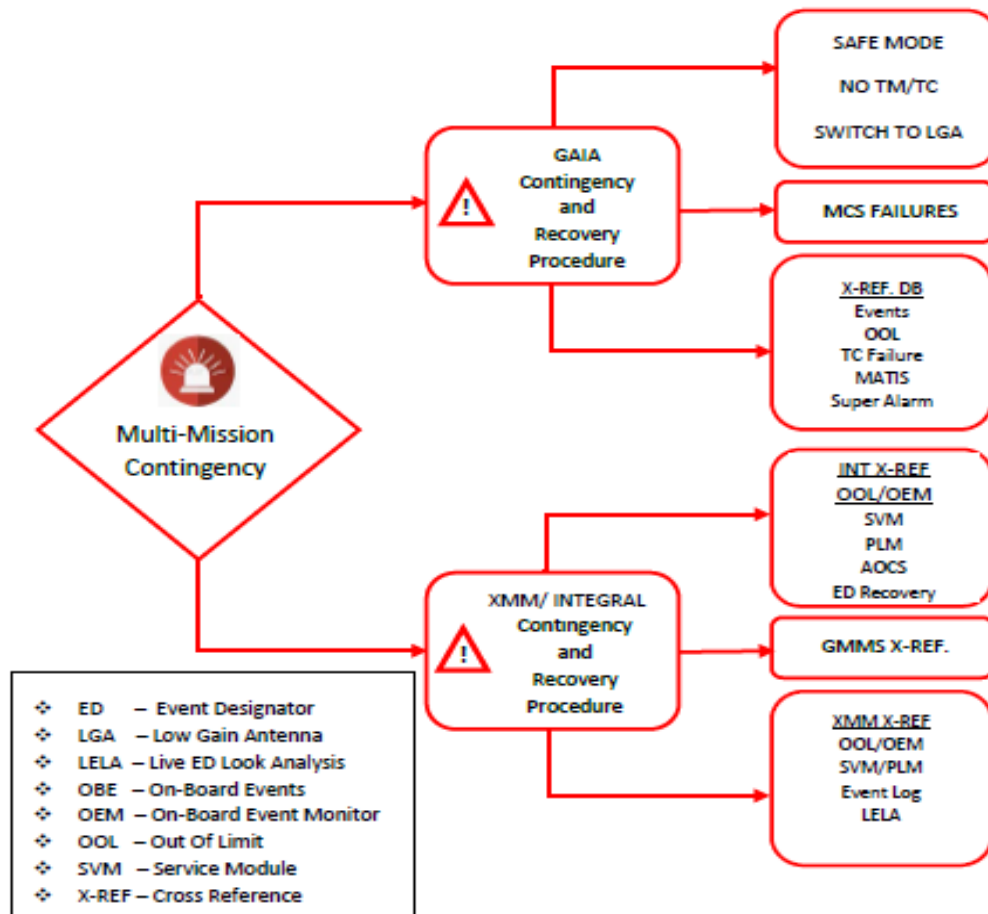 SAFE MODE
NO TM/TC
SWITCH TO LGA
GAIA
Contingency
and
Recovery
Procedure
!
MCS FAILURES
X-REF. DB
Events
OOL
TC Failure
MATIS
Super Alarm
Multi-Mission
Contingency
INT X-REF
OOL/OEM
SVM
PLM
AOCS
ED Recovery
XMM/ INTEGRAL
Contingency
and
Recovery
Procedure
!
GMMS X-REF.
XMM X-REF
OOL/OEM
SVM/PLM
Event Log
LELA
❖ ED – Event Designator
❖ LGA – Low Gain Antenna
❖ LELA – Live ED Look Analysis
❖ OBE – On-Board Events
❖ OEM – On-Board Event Monitor
❖ OOL – Out Of Limit
❖ SVM – Service Module
❖ X-REF – Cross Reference